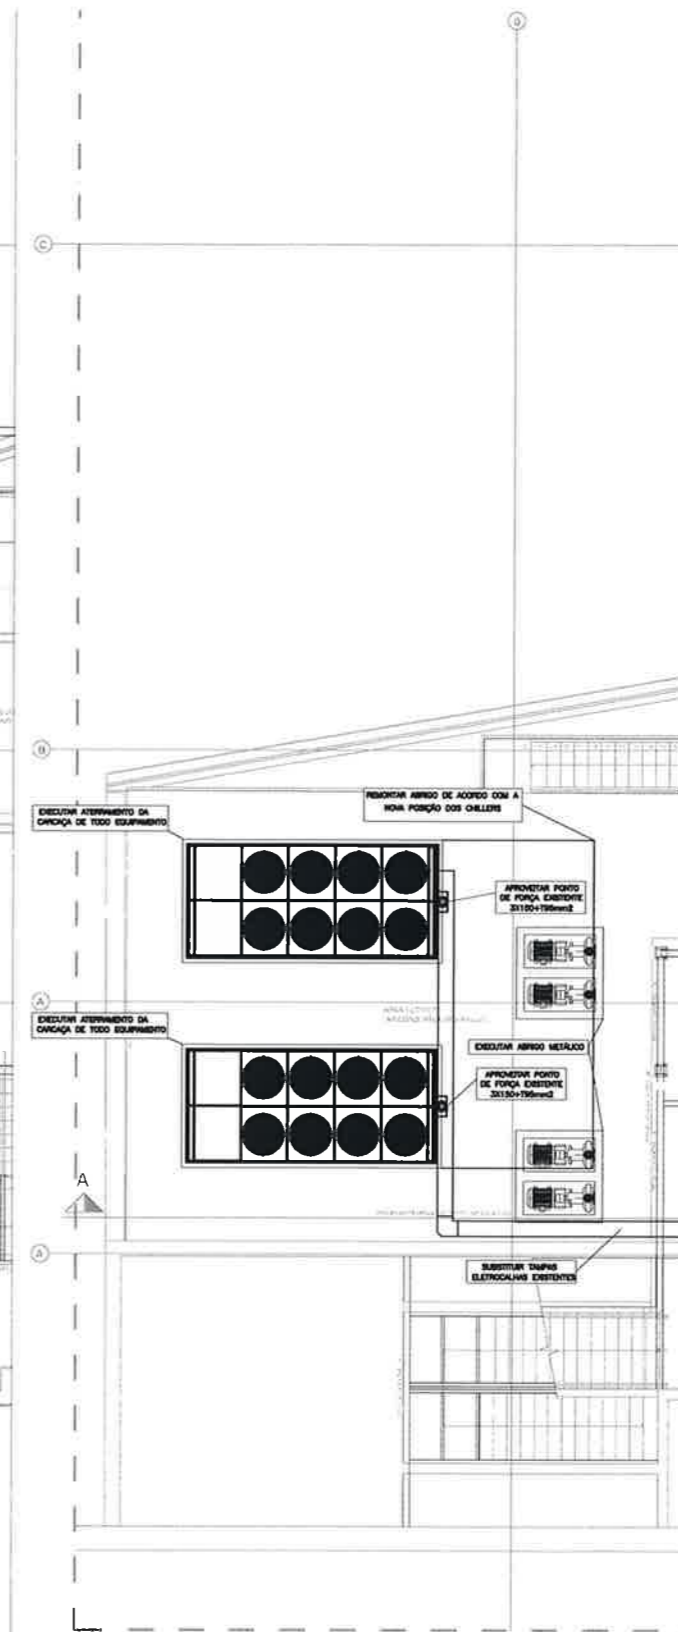 C
B
REMONTAR ABRIGO DE ACORDO COM A
NOVA POSIÇÃO DOS CHILLERS
EXECUTAR ATERRAMENTO DA
CARCAÇA DE TODO EQUIPAMENTO
APROVEITAR PONTO
DE FORÇA EXISTENTE
A
EXECUTAR ATERRAMENTO DA
CARCAÇA DE TODO EQUIPAMENTO
EXECUTAR ABRIGO METÁLICO
APROVEITAR PONTO
DE FORÇA EXISTENTE
A
A
SUBSTITUIR TAMPAS
ELETROCALHAS EXISTENTES